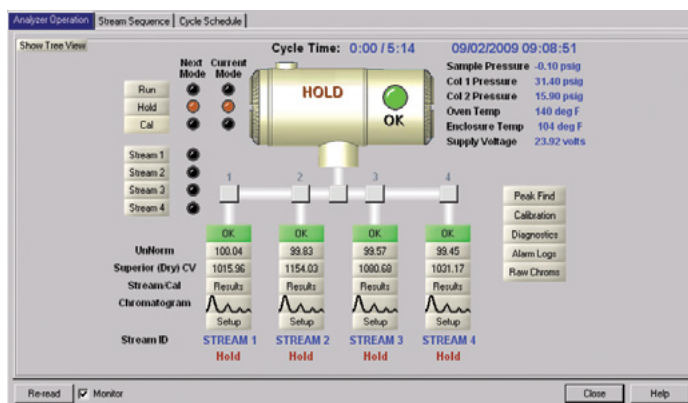 Analyzer Operation Stream Sequence Cycle Schedule
Show Tree View
Cycle Time: 0:00 / 5:14 09/02/2009 09:08:51
Next Mode Current Mode
Run
Hold
Cal
HOLD
OK
Sample Pressure -0.10 psig
Col 1 Pressure 31.40 psig
Col 2 Pressure 15.90 psig
Oven Temp 140 deg F
Enclosure Temp 104 deg F
Supply Voltage 23.92 volts
Stream 1
Stream 2
Stream 3
Stream 4
1 2 3 4
Peak Find
Calibration
Diagnostics
Alarm Logs
Raw Chroms
OK OK OK OK
UnNorm 100.04 99.83 99.57 99.45
Superior (Dry) CV 1015.96 1154.03 1080.68 1031.17
Stream/Cal Results Results Results Results
Chromatogram
Setup Setup Setup Setup
Stream ID STREAM 1 STREAM 2 STREAM 3 STREAM 4
Hold Hold Hold Hold
Re-read Monitor Close Help